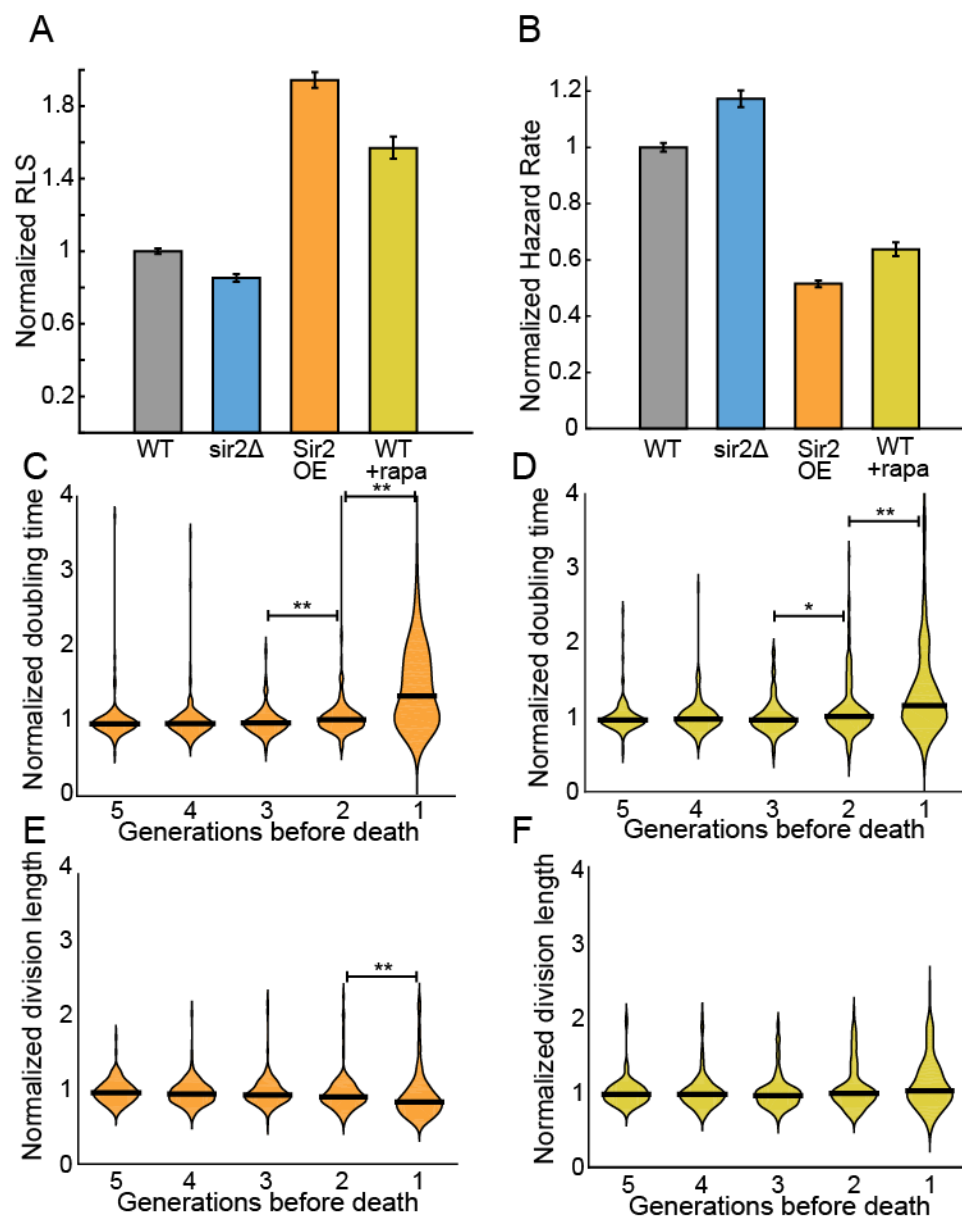 A
Normalized RLS
1.8
1.4
1
0.6
0.2
WT
sir2Δ
Sir2
OE
WT
+rapa
B
Normalized Hazard Rate
1.2
1
0.6
0.4
0.2
0
WT
sir2Δ
Sir2
OE
WT
+rapa
C
Normalized doubling time
4
3
2
1
0
**
**
5 4 3 2 1
Generations before death
D
Normalized doubling time
4
3
2
1
0
*
**
5 4 3 2 1
Generations before death
E
Normalized division length
4
3
2
1
0
**
5 4 3 2 1
Generations before death
F
Normalized division length
4
3
2
1
0
5 4 3 2 1
Generations before death